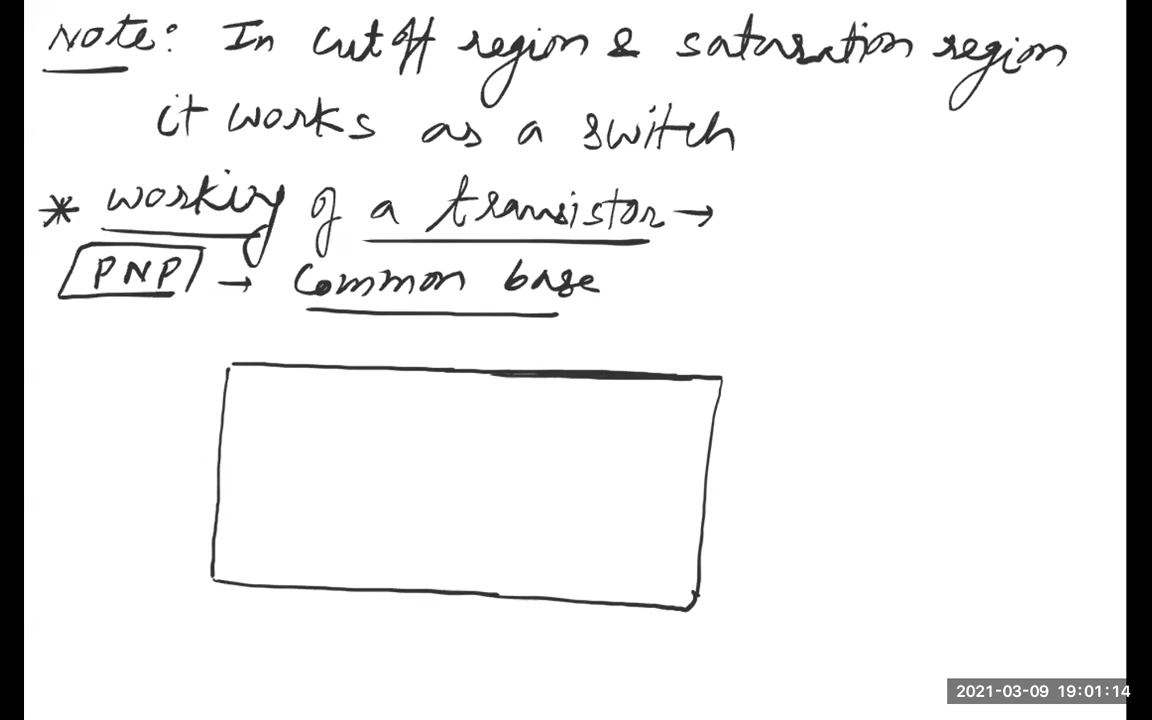 Note: In cutoff region & saturation region
it works as a switch
* working of a transistor →
PNP → Common base
2021-03-09 19:01:14